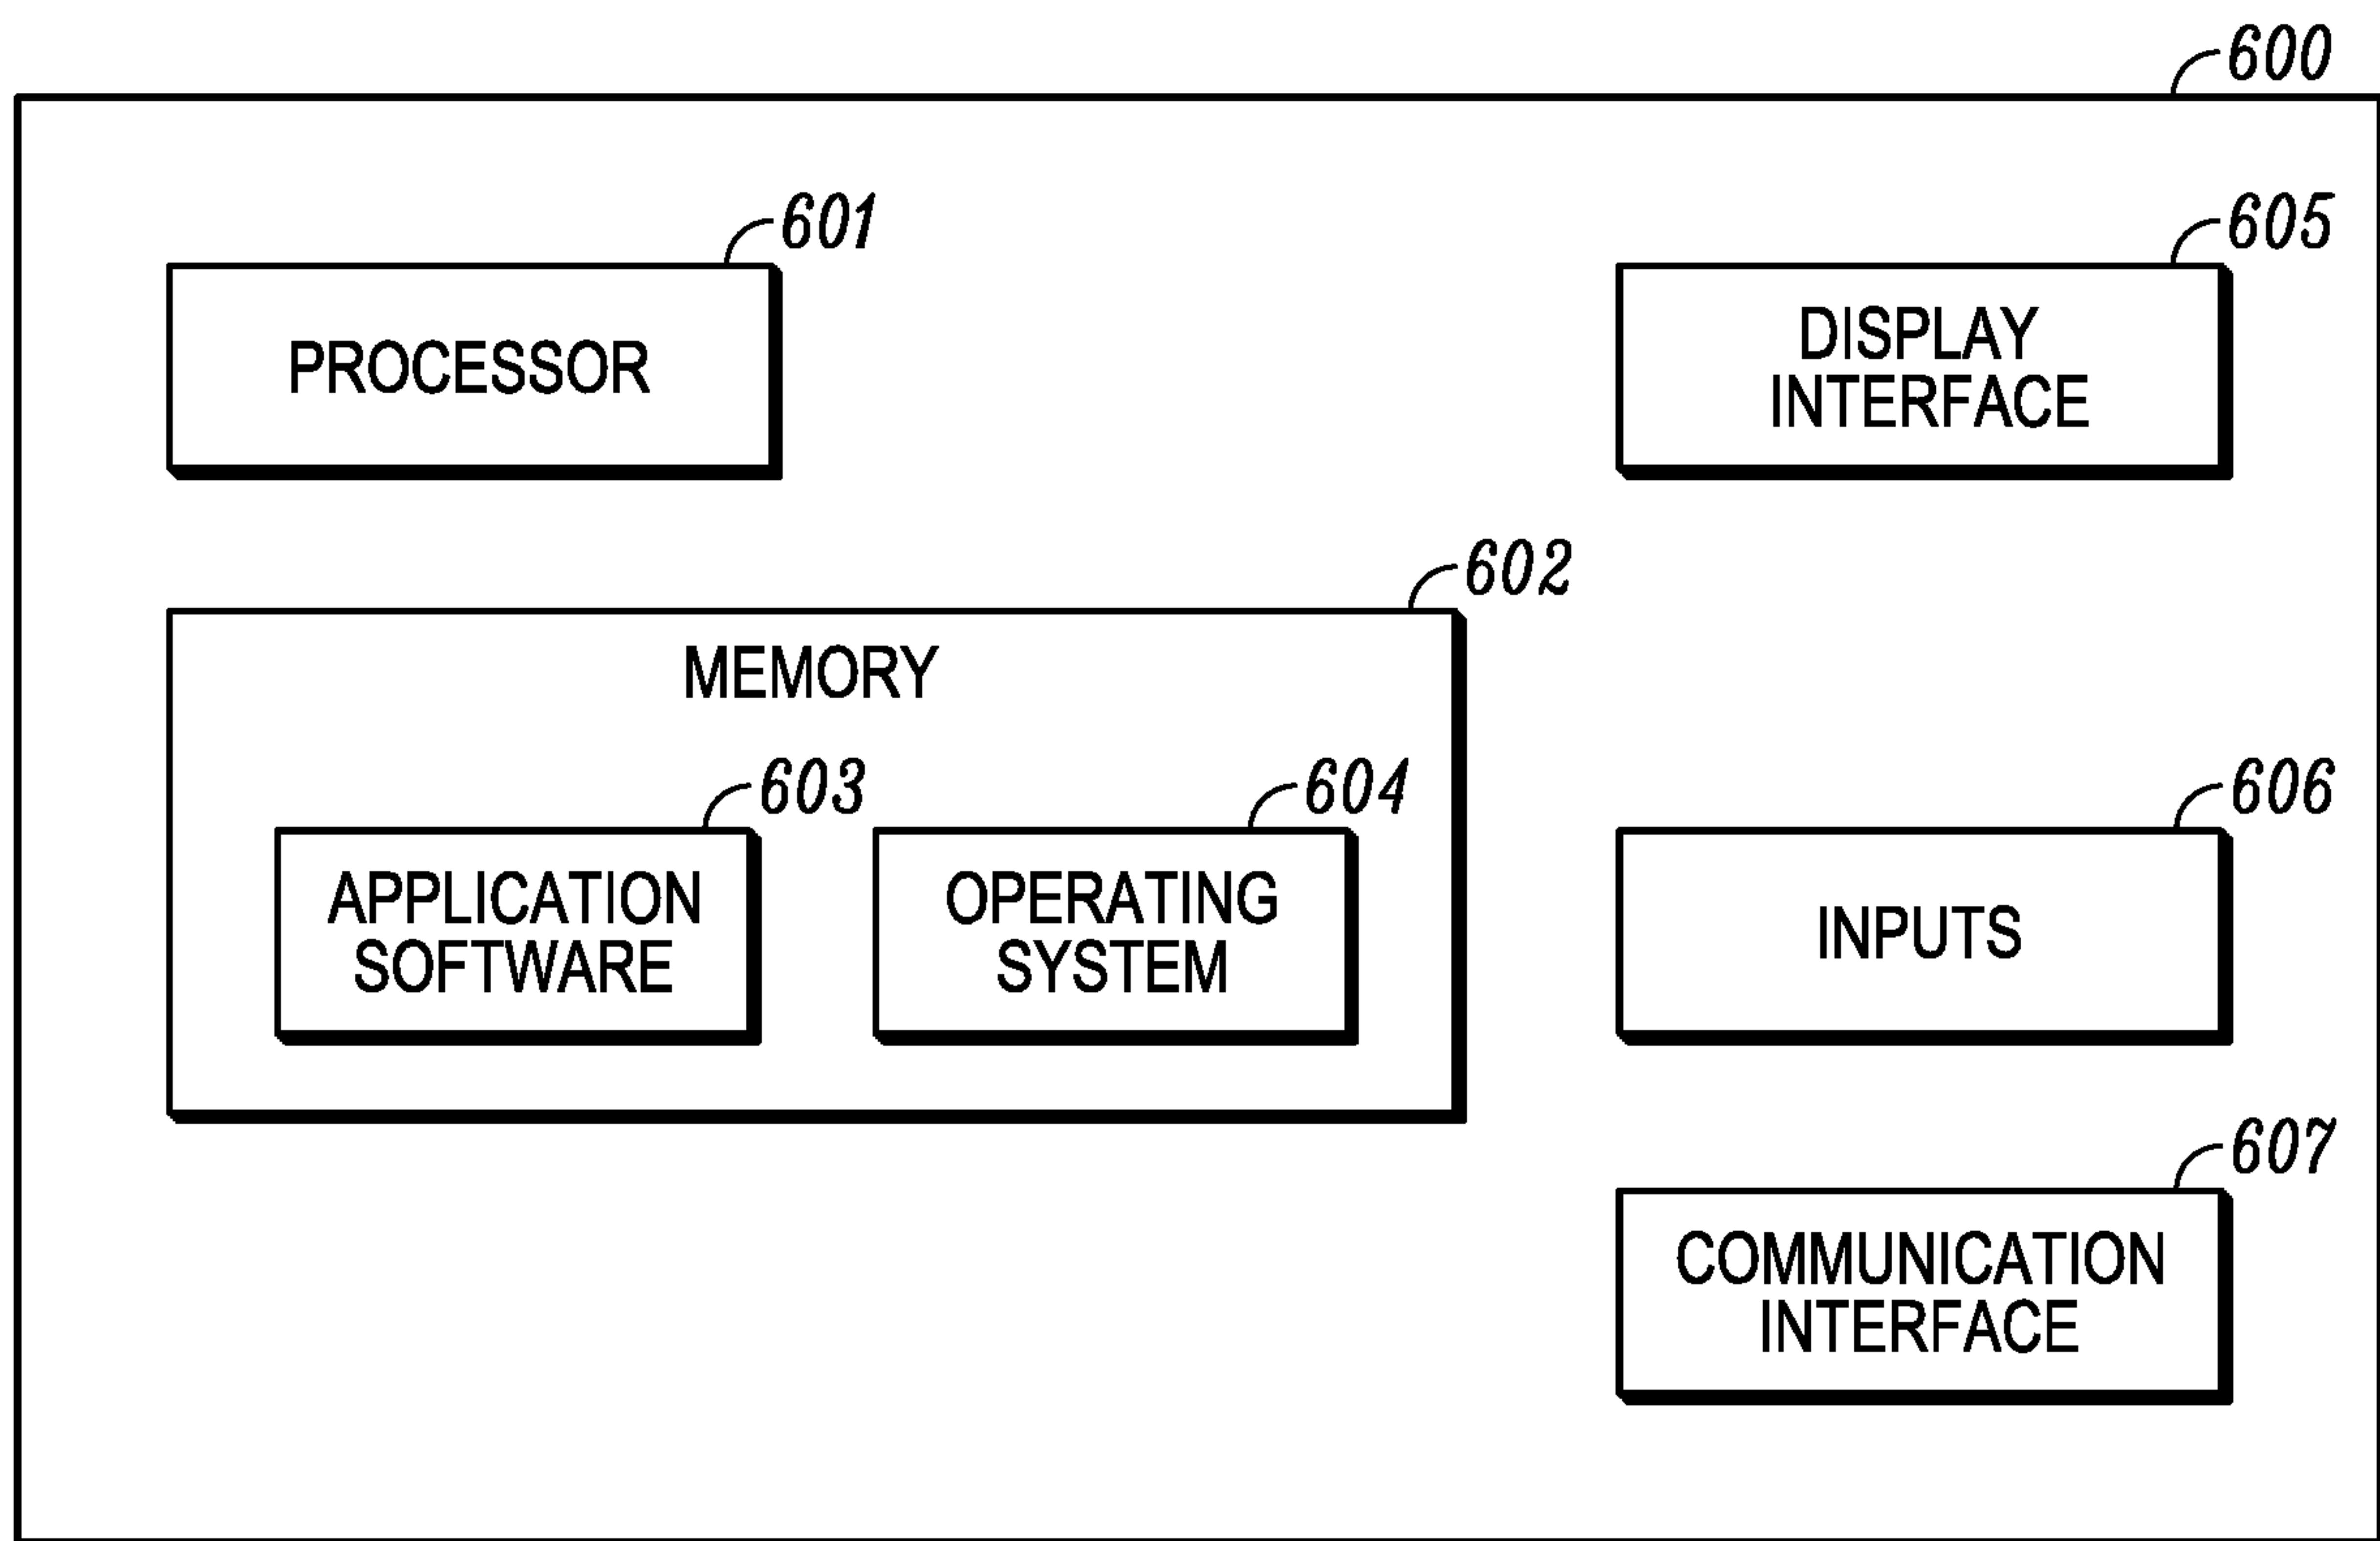 600
601
PROCESSOR
605
DISPLAY
INTERFACE
602
MEMORY
603
APPLICATION
SOFTWARE
604
OPERATING
SYSTEM
606
INPUTS
607
COMMUNICATION
INTERFACE